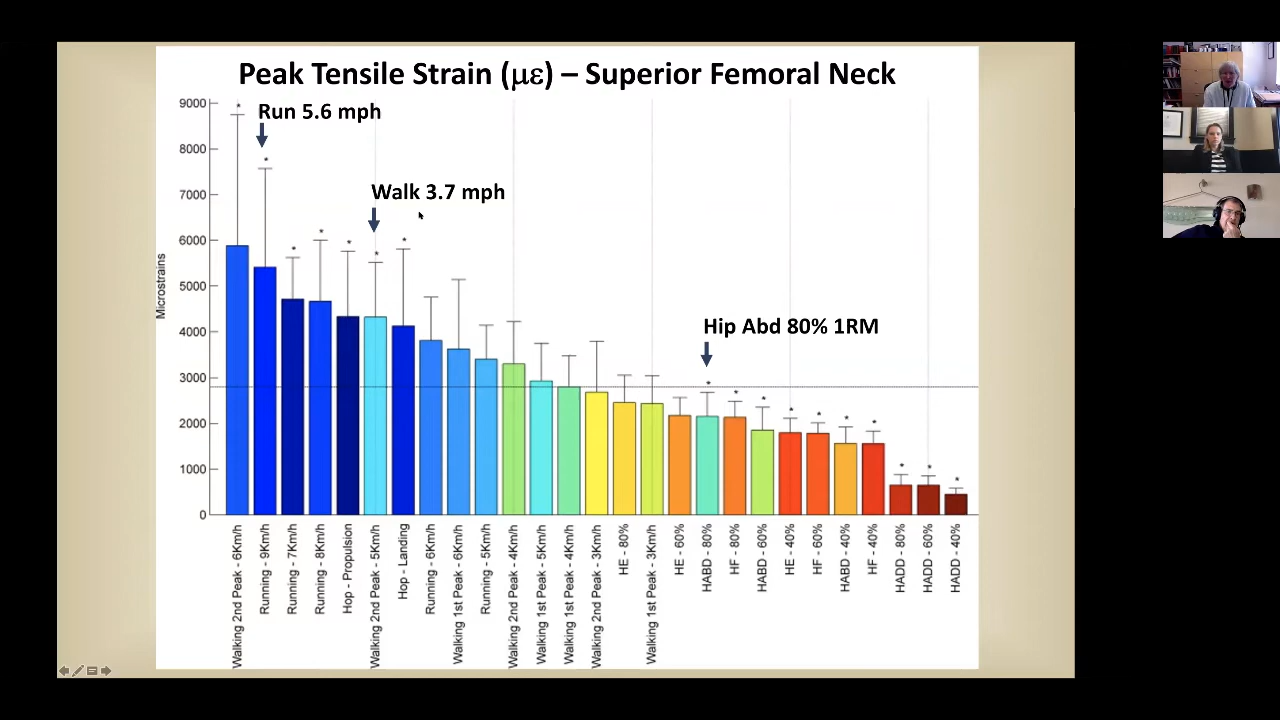 Peak Tensile Strain (με) – Superior Femoral Neck
9000
8000
7000
6000
5000
4000
3000
2000
1000
0
Microstrains
Run 5.6 mph
Walk 3.7 mph
Hip Abd 80% 1RM
Walking 2nd Peak - 6Km/h
Running - 9Km/h
Running - 7Km/h
Running - 8Km/h
Hop - Propulsion
Walking 2nd Peak - 5Km/h
Hop - Landing
Running - 6Km/h
Walking 1st Peak - 6Km/h
Running - 5Km/h
Walking 2nd Peak - 4Km/h
Walking 1st Peak - 5Km/h
Walking 1st Peak - 4Km/h
Walking 2nd Peak - 3Km/h
HE - 80%
Walking 1st Peak - 3Km/h
HE - 60%
HABD - 80%
HF - 80%
HABD - 60%
HE - 40%
HF - 60%
HABD - 40%
HF - 40%
HADD - 80%
HADD - 60%
HADD - 40%